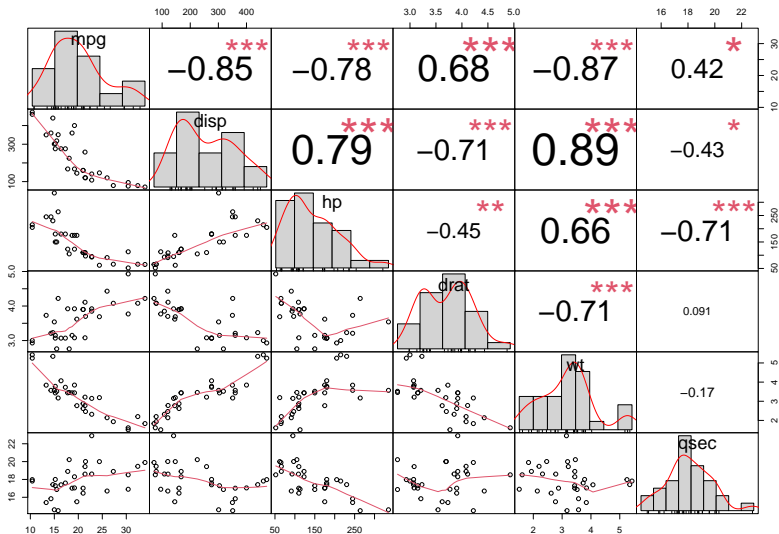 100 200 300 400
3.0 3.5 4.0 4.5 5.0
16 18 20 22
mpg
***
−0.85
***
−0.78
***
0.68
***
−0.87
*
0.42
10 20 30
100 300
disp
***
0.79
***
−0.71
***
0.89
*
−0.43
hp
**
−0.45
***
0.66
***
−0.71
50 150 250
3.0 4.0 5.0
drat
***
−0.71
0.091
wt
−0.17
2 3 4 5
16 18 20 22
qsec
10 15 20 25 30
50 150 250
2 3 4 5